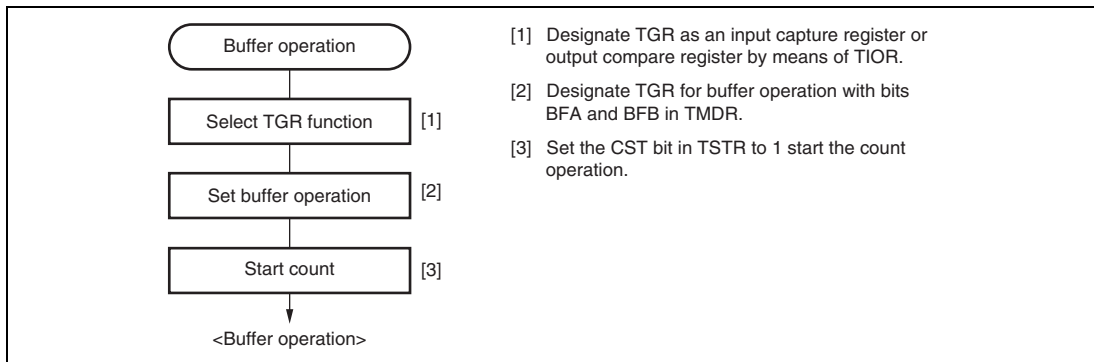 Buffer operation
Select TGR function
[1]
Set buffer operation
[2]
Start count
[3]
<Buffer operation>
[1] Designate TGR as an input capture register or
output compare register by means of TIOR.
[2] Designate TGR for buffer operation with bits
BFA and BFB in TMDR.
[3] Set the CST bit in TSTR to 1 start the count
operation.